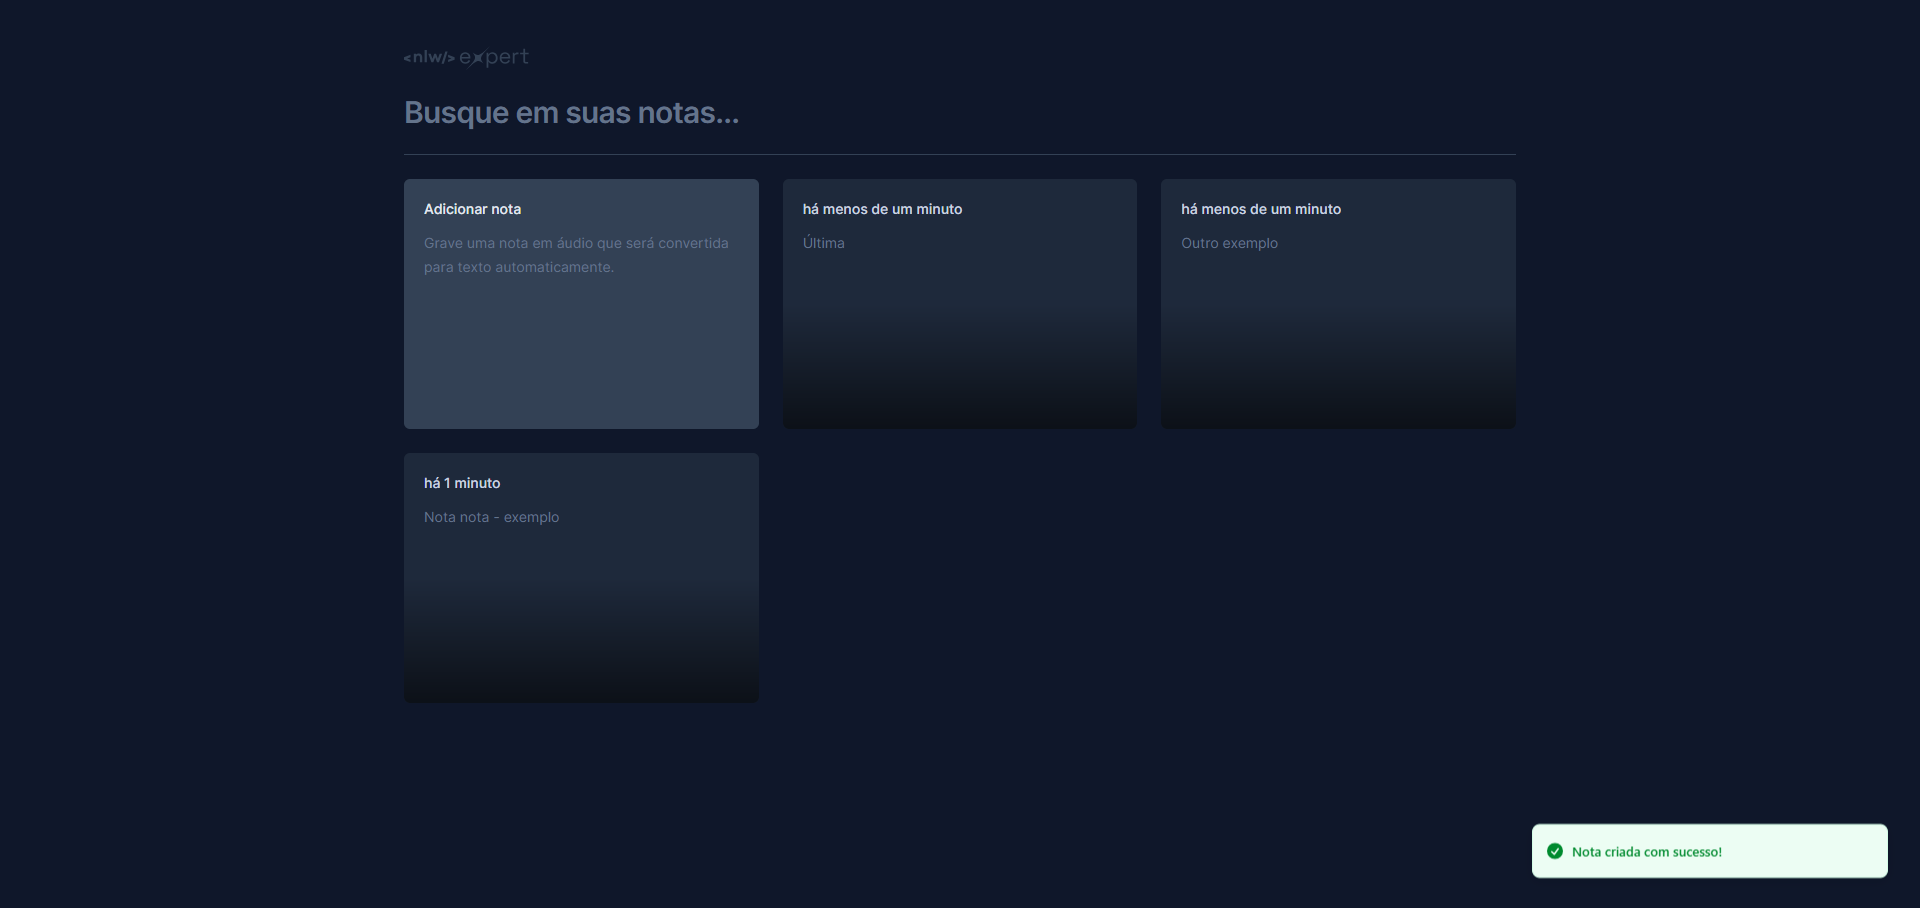 <nlw/> expert
Busque em suas notas...
Adicionar nota
Grave uma nota em áudio que será convertida
para texto automaticamente.
há menos de um minuto
Última
há menos de um minuto
Outro exemplo
há 1 minuto
Nota nota - exemplo
Nota criada com sucesso!